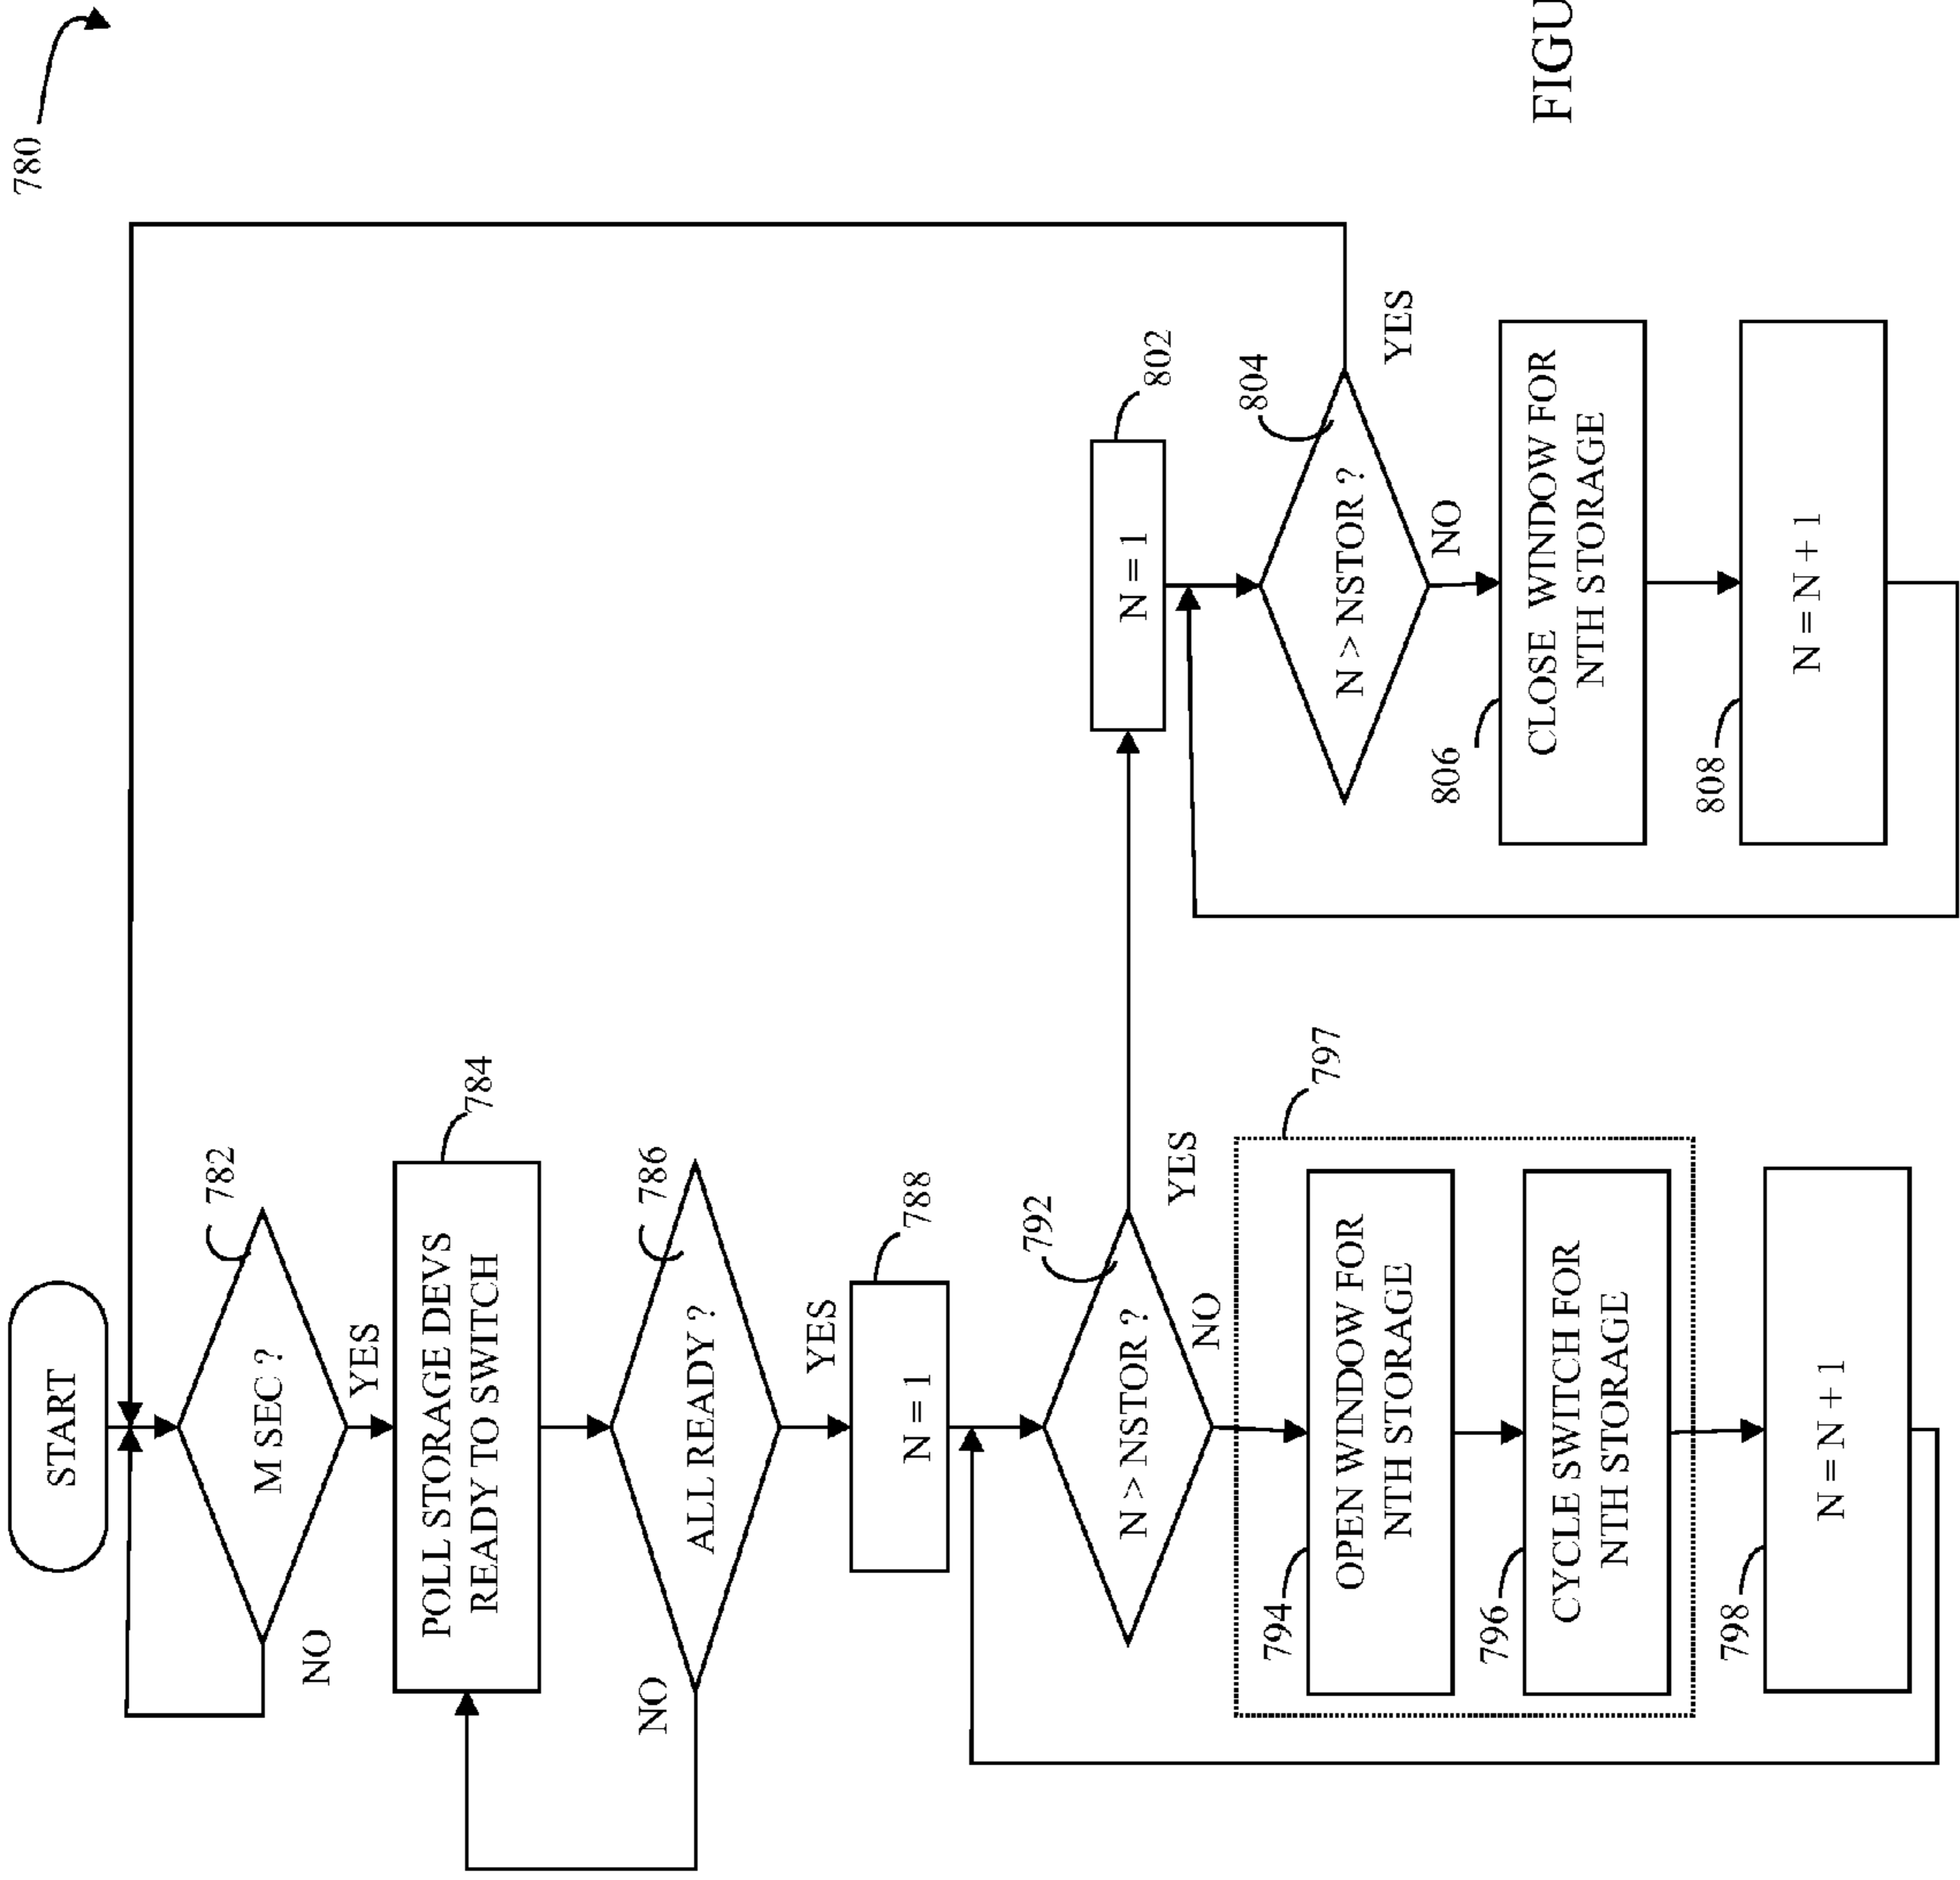 780
START
782
M SEC ?
NO
YES
784
POLL STORAGE DEVS
READY TO SWITCH
786
ALL READY ?
NO
YES
788
N = 1
792
N > NSTOR ?
YES
NO
797
794
OPEN WINDOW FOR
NTH STORAGE
796
CYCLE SWITCH FOR
NTH STORAGE
798
N = N + 1
802
N = 1
804
N > NSTOR ?
YES
NO
806
CLOSE WINDOW FOR
NTH STORAGE
808
N = N + 1
FIGU